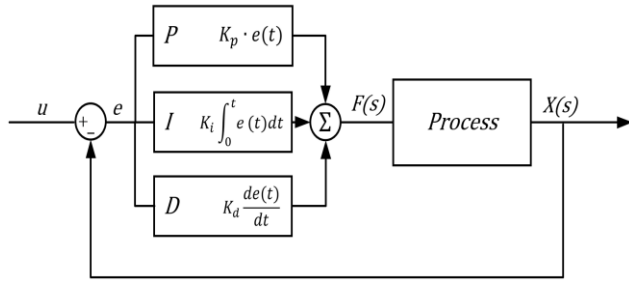 P K_p · e(t)
u
+
−
e
I K_i ∫_0^t e(t)dt
Σ
F(s)
Process
X(s)
D K_d de(t)/dt